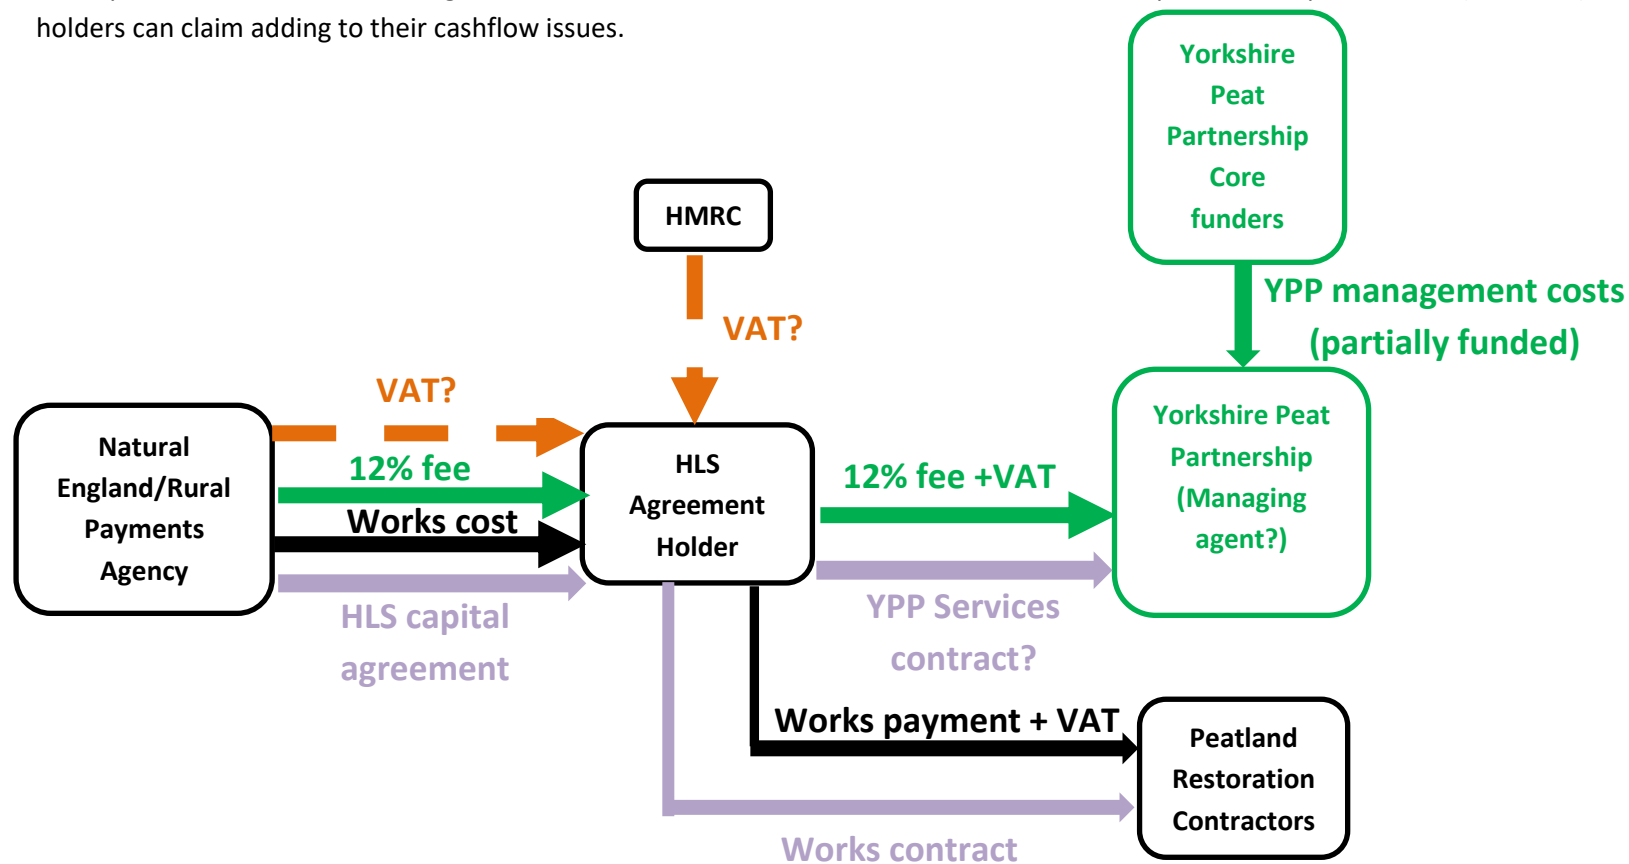 holders can claim adding to their cashflow issues.
Yorkshire
Peat
Partnership
Core
funders
HMRC
YPP management costs
(partially funded)
VAT?
VAT?
Natural
England/Rural
Payments
Agency
12% fee
Works cost
HLS capital
agreement
HLS
Agreement
Holder
12% fee +VAT
YPP Services
contract?
Yorkshire Peat
Partnership
(Managing
agent?)
Works payment + VAT
Works contract
Peatland
Restoration
Contractors